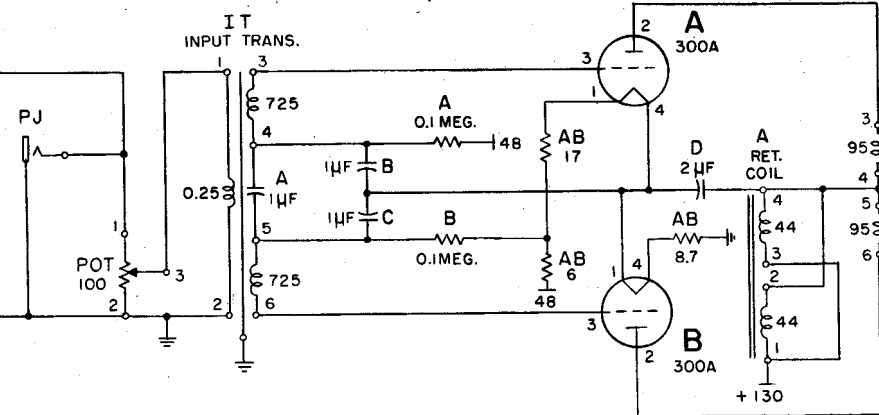 IT
INPUT TRANS.
A
300A
2
1
3
3
1
4
PJ
725
A
0.1 MEG.
48
4
AB
17
D
2µF
A
RET.
COIL
3
95
4
1µF
B
0.25
A
1µF
1µF
C
B
0.1 MEG.
5
AB
8.7
4
44
5
95
1
POT
100
3
725
AB
6
48
1
4
3
2
6
2
2
6
3
44
1
2
B
300A
+130